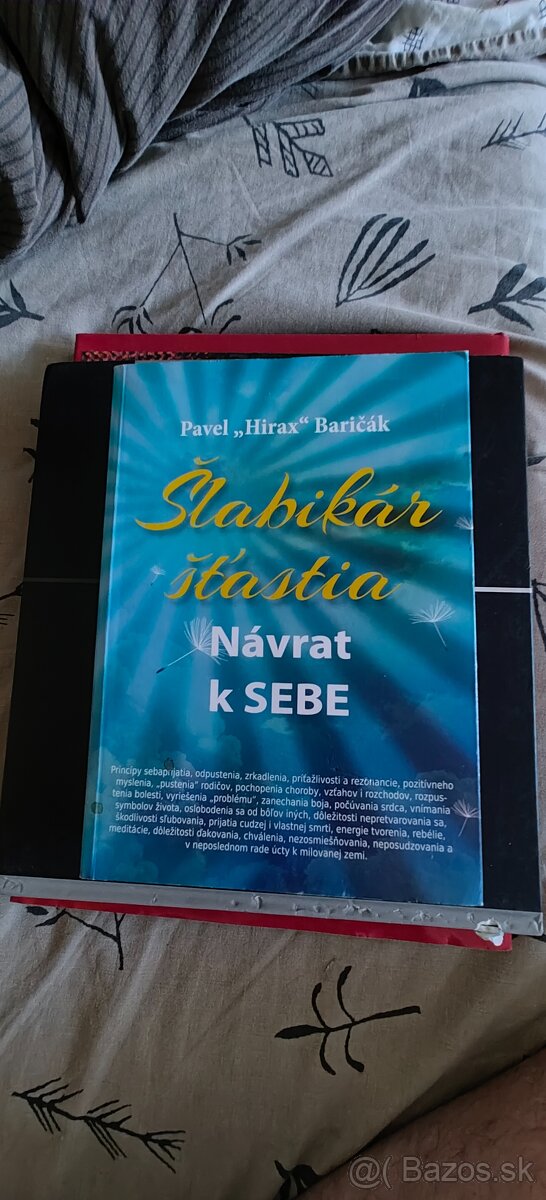 Pavel „Hirax“ Baričák
Šlabikár
šťastia
Návrat
k SEBE
Princípy sebaprijatia, odpustenia, zrkadlenia, príťažlivosti a rezonancie, pozitívneho
myslenia, „pustenia“ rodičov, pochopenia choroby, vzťahov i rozchodov, rozpus-
tenia bolesti, vyriešenia „problému“, zanechania boja, počúvania srdca, vnímania
symbolov života, oslobodenia sa od bôľov iných, dôležitosti nepretvarovania sa,
škodlivosti sľubovania, prijatia cudzej i vlastnej smrti, energie tvorenia, rebélie,
meditácie, dôležitosti ďakovania, chválenia, nezosmiešňovania, neposudzovania a
v neposlednom rade úcty k milovanej zemi.
@( Bazos.sk